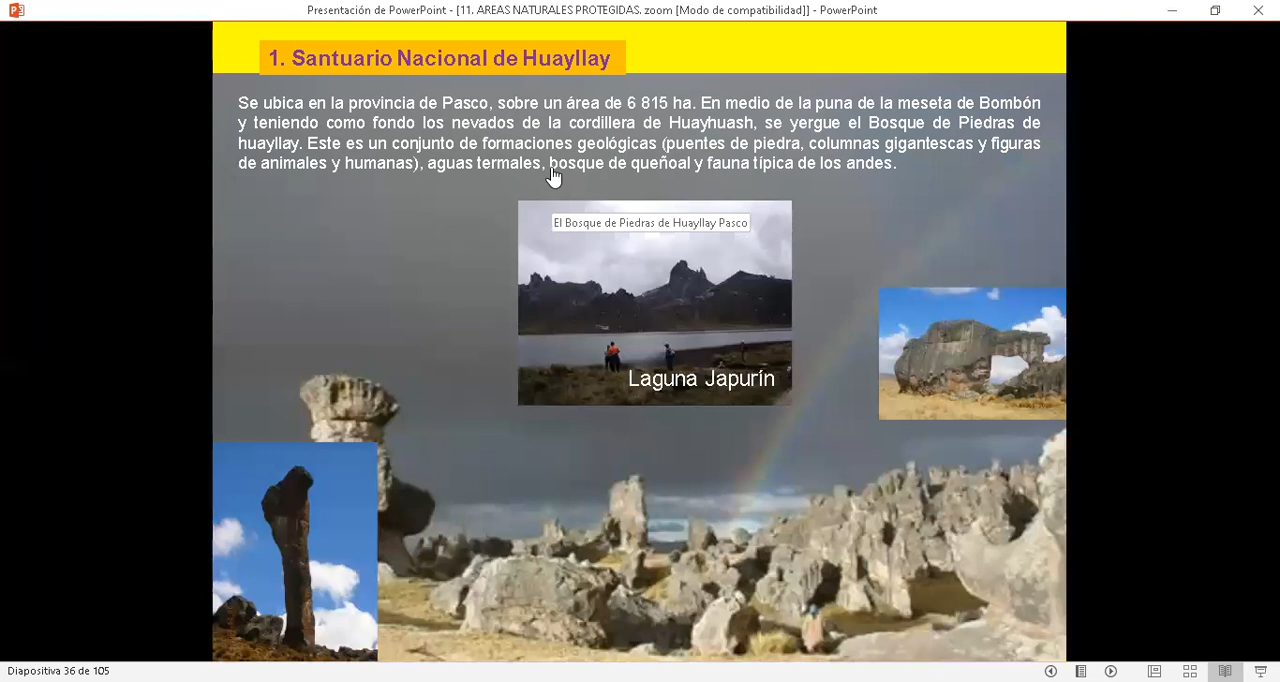 Presentación de PowerPoint - [11. AREAS NATURALES PROTEGIDAS. zoom [Modo de compatibilidad]] - PowerPoint
1. Santuario Nacional de Huayllay
Se ubica en la provincia de Pasco, sobre un área de 6 815 ha. En medio de la puna de la meseta de Bombón
y teniendo como fondo los nevados de la cordillera de Huayhuash, se yergue el Bosque de Piedras de
huayllay. Este es un conjunto de formaciones geológicas (puentes de piedra, columnas gigantescas y figuras
de animales y humanas), aguas termales, bosque de queñoal y fauna típica de los andes.
El Bosque de Piedras de Huayllay Pasco
Laguna Japurín
Diapositiva 36 de 105